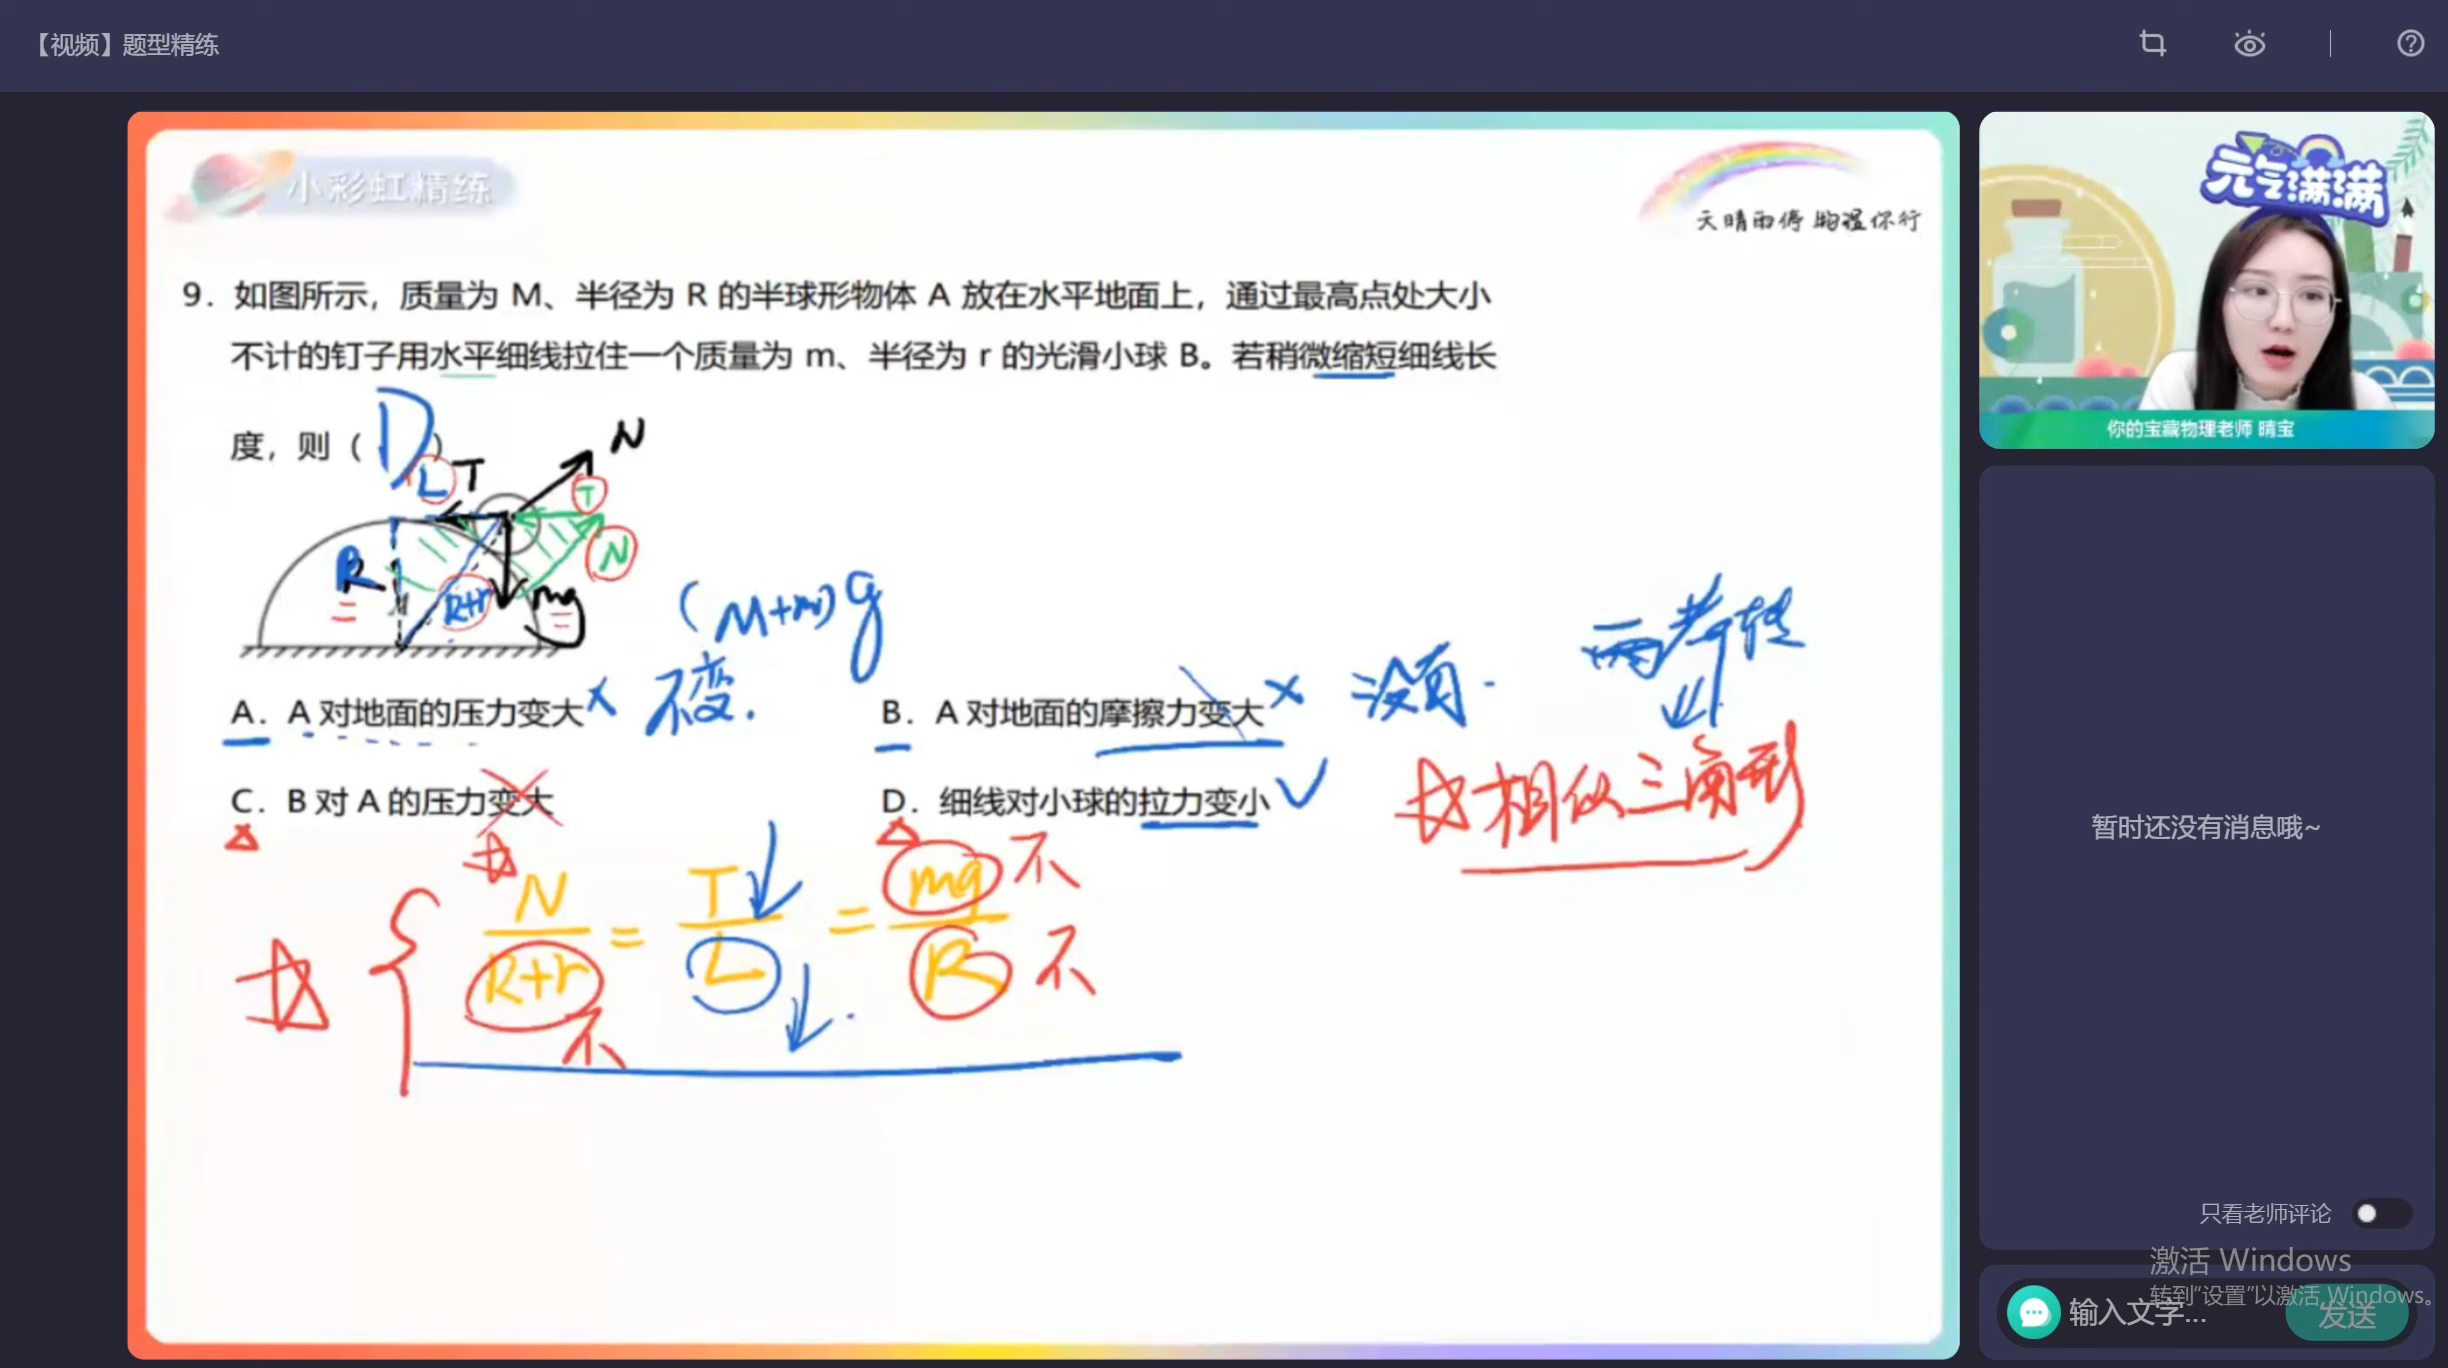 【视频】题型精练
小彩虹精练
天晴雨停 物理伴你行
9. 如图所示，质量为 M、半径为 R 的半球形物体 A 放在水平地面上，通过最高点处大小
不计的钉子用水平细线拉住一个质量为 m、半径为 r 的光滑小球 B。若稍微缩短细线长
度，则（ D ）
N
L T
T
N
R
R+r
mg
(M+m)g
A. A 对地面的压力变大 × 不变.
B. A 对地面的摩擦力变大 × 没有.
C. B 对 A 的压力变大
D. 细线对小球的拉力变小 ✓
相似三角形
N/R+r = T↓/L↓ = mg/R
不
不
不
元气满满
你的宝藏物理老师 晴宝
暂时还没有消息哦~
只看老师评论
激活 Windows
转到“设置”以激活 Windows。
输入文字...
发送